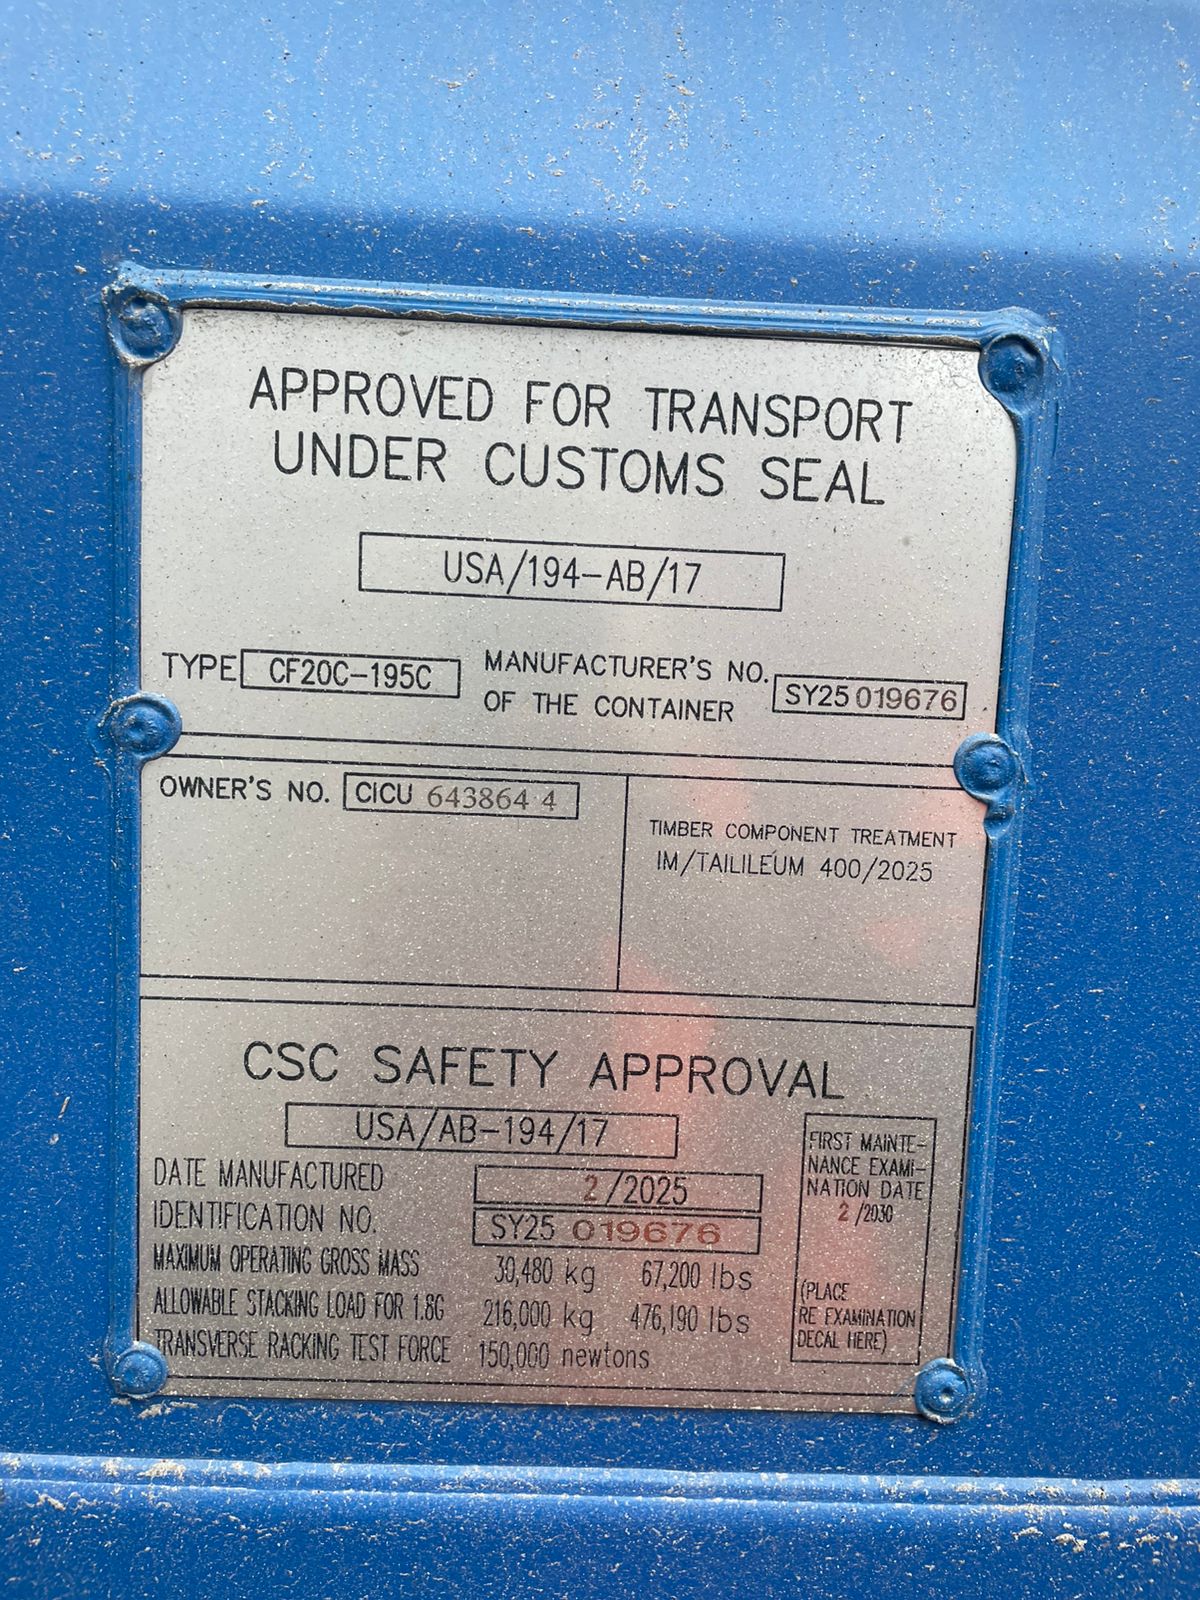 APPROVED FOR TRANSPORT
UNDER CUSTOMS SEAL
USA/194-AB/17
TYPE CF20C-195C MANUFACTURER'S NO.
OF THE CONTAINER SY25 019676
OWNER'S NO. CICU 643864 4
TIMBER COMPONENT TREATMENT
IM/TAILILEUM 400/2025
CSC SAFETY APPROVAL
USA/AB-194/17
DATE MANUFACTURED 2/2025
IDENTIFICATION NO. SY25 019676
MAXIMUM OPERATING GROSS MASS 30,480 kg 67,200 lbs
ALLOWABLE STACKING LOAD FOR 1.8G 216,000 kg 476,190 lbs
TRANSVERSE RACKING TEST FORCE 150,000 newtons
FIRST MAINTE-
NANCE EXAMI-
NATION DATE
2 /2030
(PLACE
RE EXAMINATION
DECAL HERE)